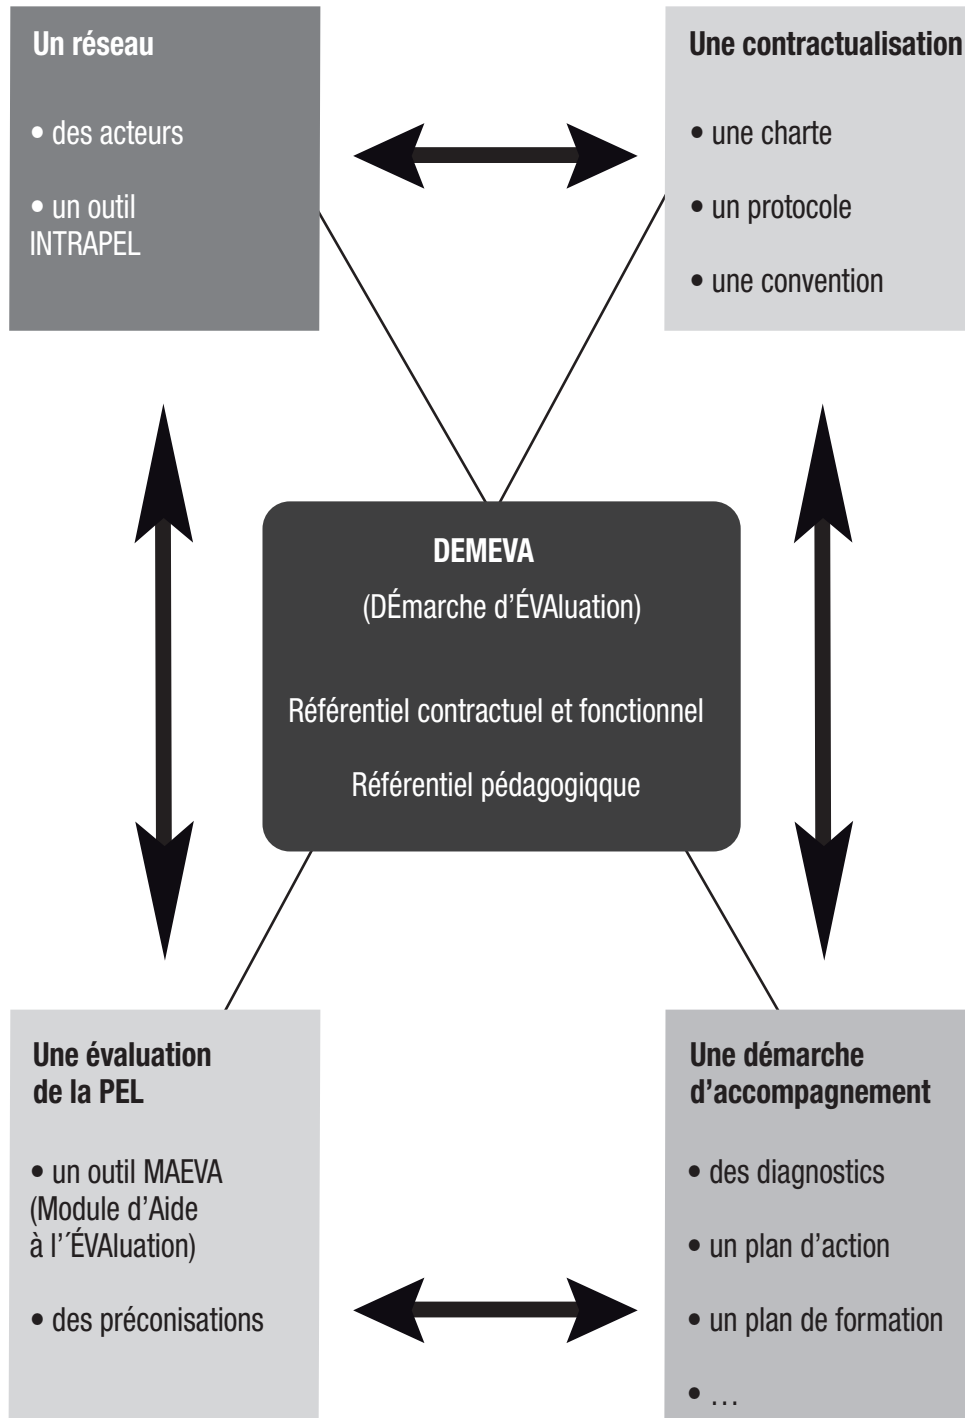 Un réseau
• des acteurs
• un outil
INTRAPEL
Une contractualisation
• une charte
• un protocole
• une convention
DEMEVA
(DÉmarche d’ÉVAluation)
Référentiel contractuel et fonctionnel
Référentiel pédagogiqque
Une évaluation
de la PEL
• un outil MAEVA
(Module d’Aide
à l’´ÉVAluation)
• des préconisations
Une démarche
d’accompagnement
• des diagnostics
• un plan d’action
• un plan de formation
• …